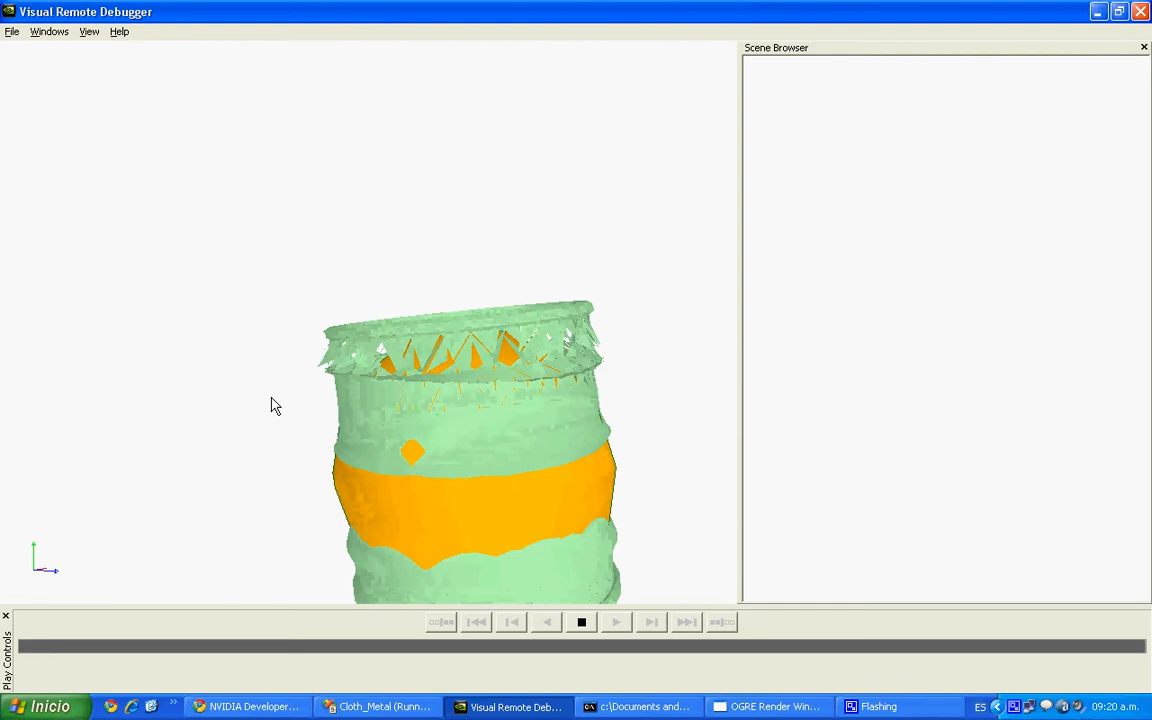 Visual Remote Debugger
File Windows View Help
Scene Browser
Play Controls
Inicio
NVIDIA Developer...
Cloth_Metal (Runn...
Visual Remote Deb...
c:\Documents and...
OGRE Render Win...
Flashing
ES
09:20 a.m.